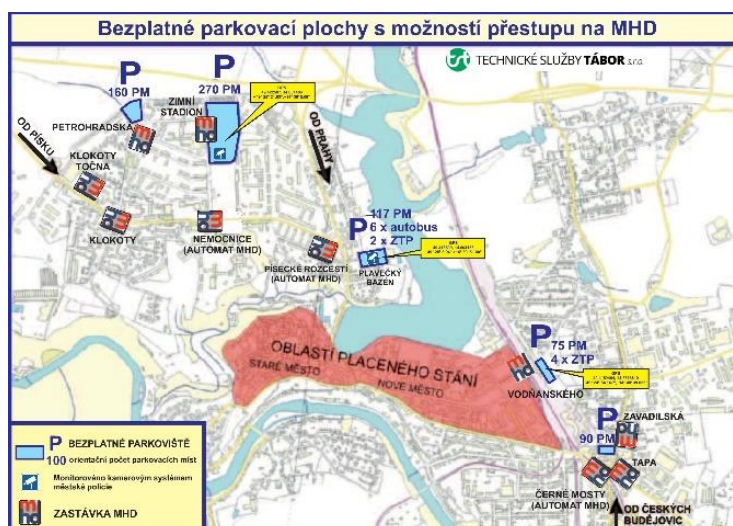 Bezplatné parkovací plochy s možností přestupu na MHD
TECHNICKÉ SLUŽBY TÁBOR s.r.o.
P
160 PM
P
270 PM
ZIMNÍ
STADION
PETROHRADSKÁ
OD PÍSKU
OD PRAHY
KLOKOTY
TOČNÁ
KLOKOTY
NEMOCNICE
(AUTOMAT MHD)
PÍSECKÉ ROZCESTÍ
(AUTOMAT MHD)
P
117 PM
6 x autobus
2 x ZTP
PLAVECKÝ
BAZÉN
OBLASTI PLACENÉHO STÁNÍ
STARÉ MĚSTO
NOVÉ MĚSTO
P
75 PM
4 x ZTP
VODŇANSKÉHO
P
90 PM
ZAVADILSKÁ
TAPA
ČERNÉ MOSTY
(AUTOMAT MHD)
OD ČESKÝCH
BUDĚJOVIC
P BEZPLATNÉ PARKOVIŠTĚ
100 orientační počet parkovacích míst
Monitorováno kamerovým systémem
městské policie
mhd ZASTÁVKA MHD